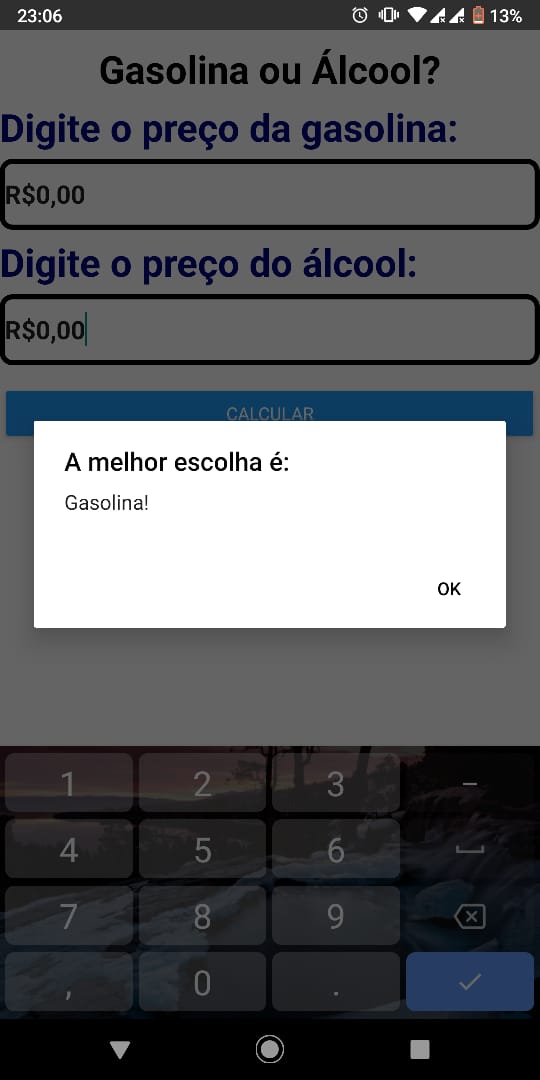 23:06
13%
Gasolina ou Álcool?
Digite o preço da gasolina:
R$0,00
Digite o preço do álcool:
R$0,00
CALCULAR
A melhor escolha é:
Gasolina!
OK
1 2 3 –
4 5 6
7 8 9
, 0 .